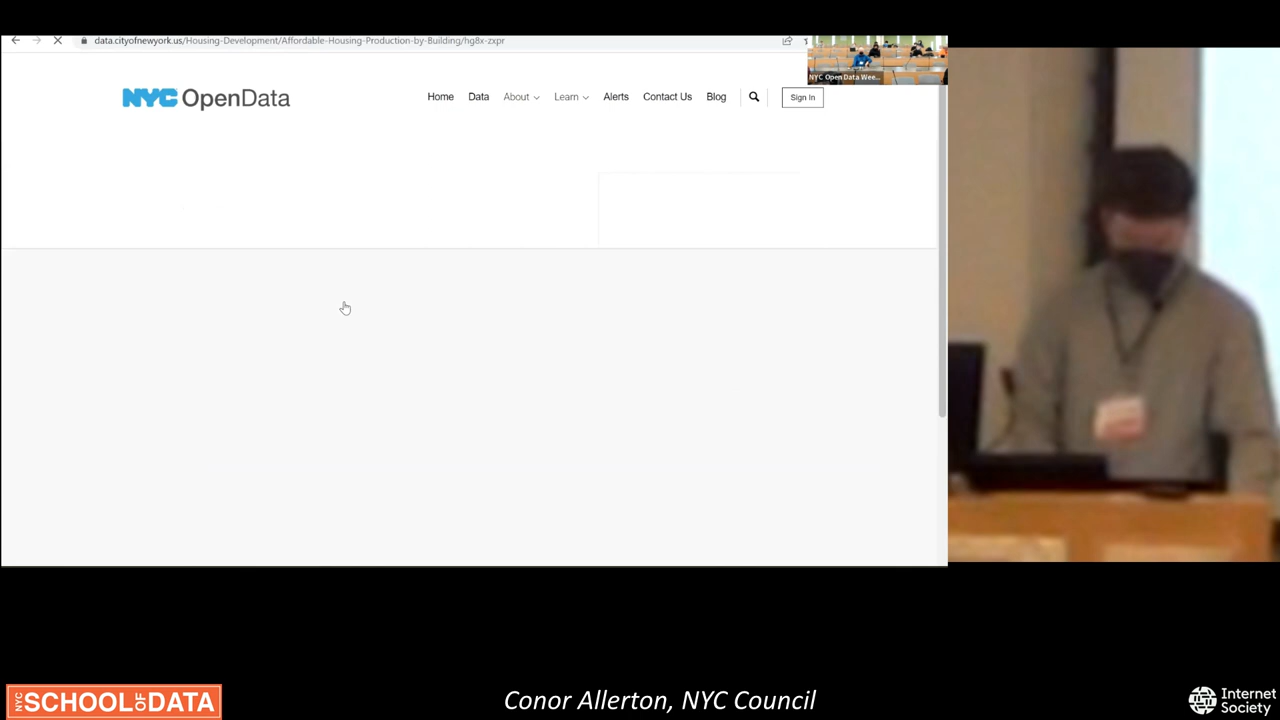 data.cityofnewyork.us/Housing-Development/Affordable-Housing-Production-by-Building/hg8x-zxpr
NYC Open Data Wee...
NYC OpenData
Home Data About Learn Alerts Contact Us Blog Sign In
NYC SCHOOL OF DATA
Conor Allerton, NYC Council
Internet
Society